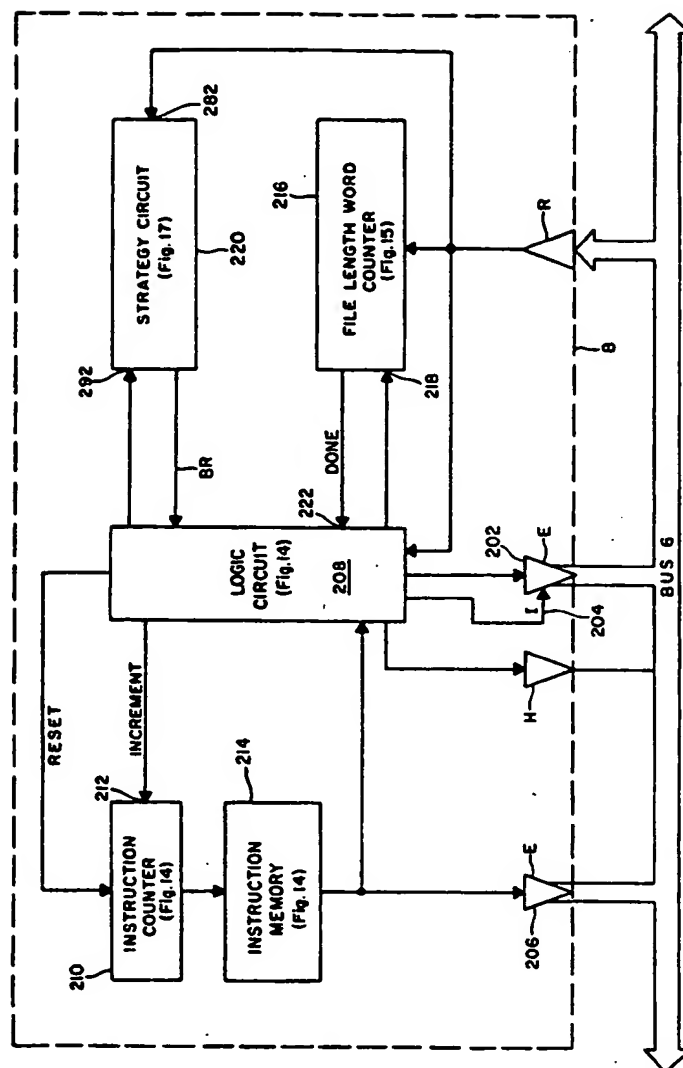 RESET
INCREMENT
210
212
INSTRUCTION
COUNTER
(Fig.14)
214
INSTRUCTION
MEMORY
(Fig.14)
206
E
LOGIC
CIRCUIT
(Fig.14)
208
222
292
STRATEGY CIRCUIT
(Fig.17)
220
282
BR
DONE
216
FILE LENGTH WORD
COUNTER
(Fig.15)
218
202
E
I
204
H
R
8
BUS 6